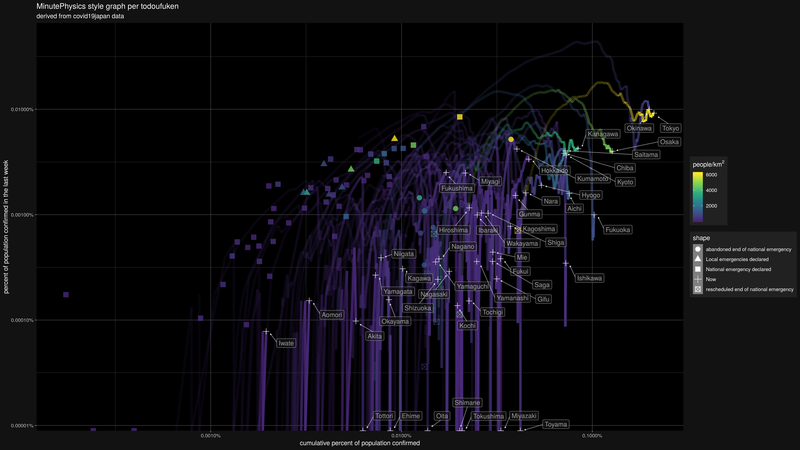 MinutePhysics style graph per todoufuken
derived from covid19japan data
percent of population confirmed in the last week
0.01000%
0.00100%
0.00010%
0.00001%
Kanagawa
Okinawa
Tokyo
Osaka
Saitama
Chiba
Hokkaido
Kumamoto
Kyoto
Fukushima
Miyagi
Nara
Hyogo
Aichi
Gunma
Hiroshima
Ibaraki
Kagoshima
Fukuoka
Wakayama
Shiga
Niigata
Nagano
Mie
Kagawa
Fukui
Ishikawa
Yamagata
Nagasaki
Yamaguchi
Saga
Yamanashi
Gifu
Aomori
Shizuoka
Tochigi
Okayama
Kochi
Iwate
Akita
Shimane
Tottori
Ehime
Oita
Tokushima
Miyazaki
Toyama
0.0010%
0.0100%
0.1000%
cumulative percent of population confirmed
people/km²
6000
4000
2000
shape
abandoned end of national emergency
Local emergencies declared
National emergency declared
Now
rescheduled end of national emergency